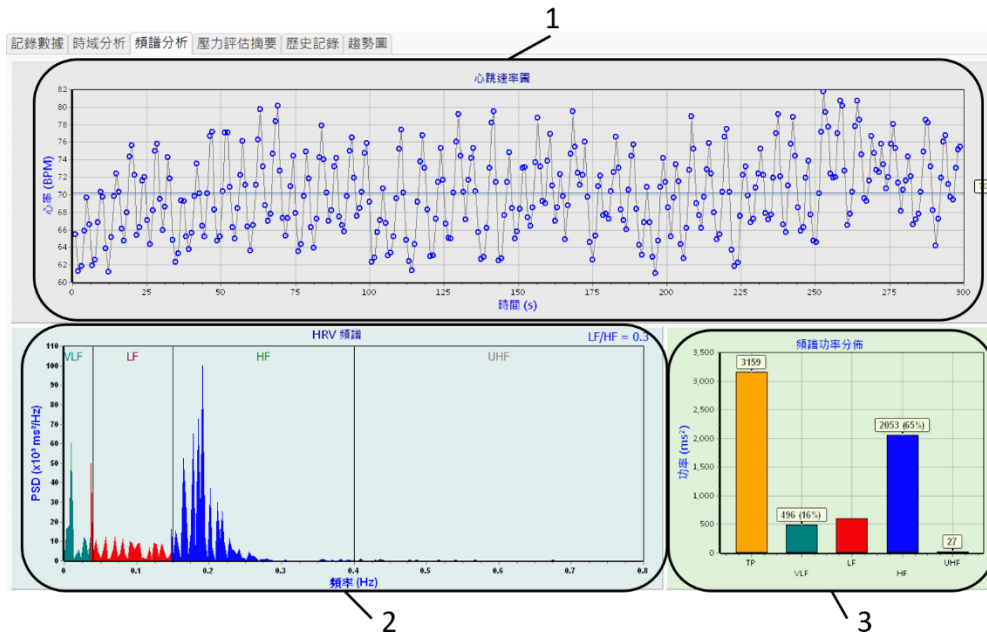 1
記錄數據 時域分析 頻譜分析 壓力評估摘要 歷史記錄 趨勢圖
心跳速率圖
心率 (BPM)
82
80
78
76
74
72
70
68
66
64
62
60
0 25 50 75 100 125 150 175 200 225 250 275 300
時間 (s)
HRV 頻譜
LF/HF = 0.3
PSD (x10³ ms²/Hz)
110
100
90
80
70
60
50
40
30
20
10
0
VLF LF HF UHF
0 0.1 0.2 0.3 0.4 0.5 0.6 0.7 0.8
頻率 (Hz)
頻譜功率分佈
功率 (ms²)
3,500
3,000
2,500
2,000
1,500
1,000
500
0
3159
496 (16%)
2053 (65%)
27
TP VLF LF HF UHF
2
3